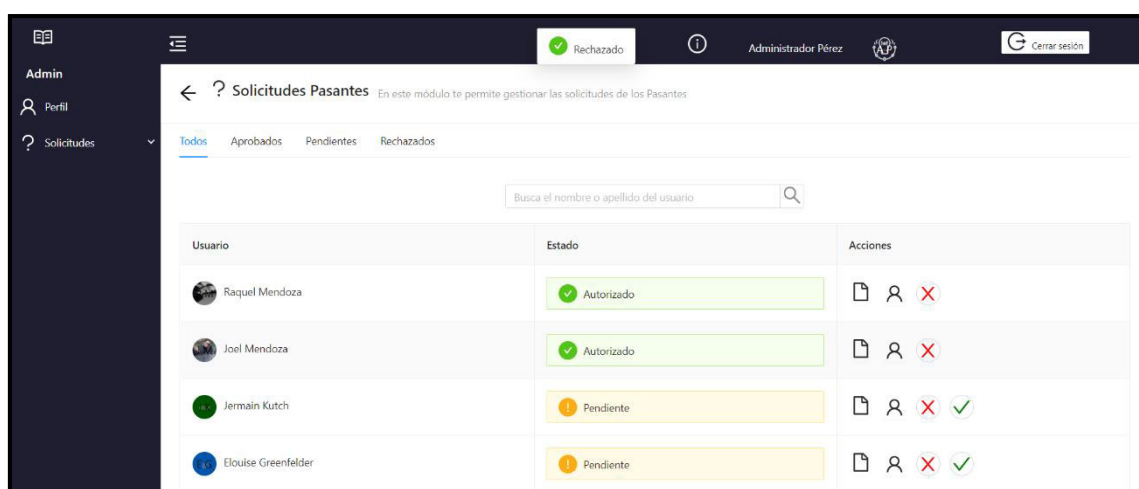 Rechazado
Administrador Pérez
AP
Cerrar sesión
Admin
Perfil
Solicitudes
Solicitudes Pasantes En este módulo te permite gestionar las solicitudes de los Pasantes
Todos Aprobados Pendientes Rechazados
Busca el nombre o apellido del usuario
Usuario Estado Acciones
Raquel Mendoza Autorizado
Joel Mendoza Autorizado
Jermain Kutch Pendiente
EG Elouise Greenfelder Pendiente